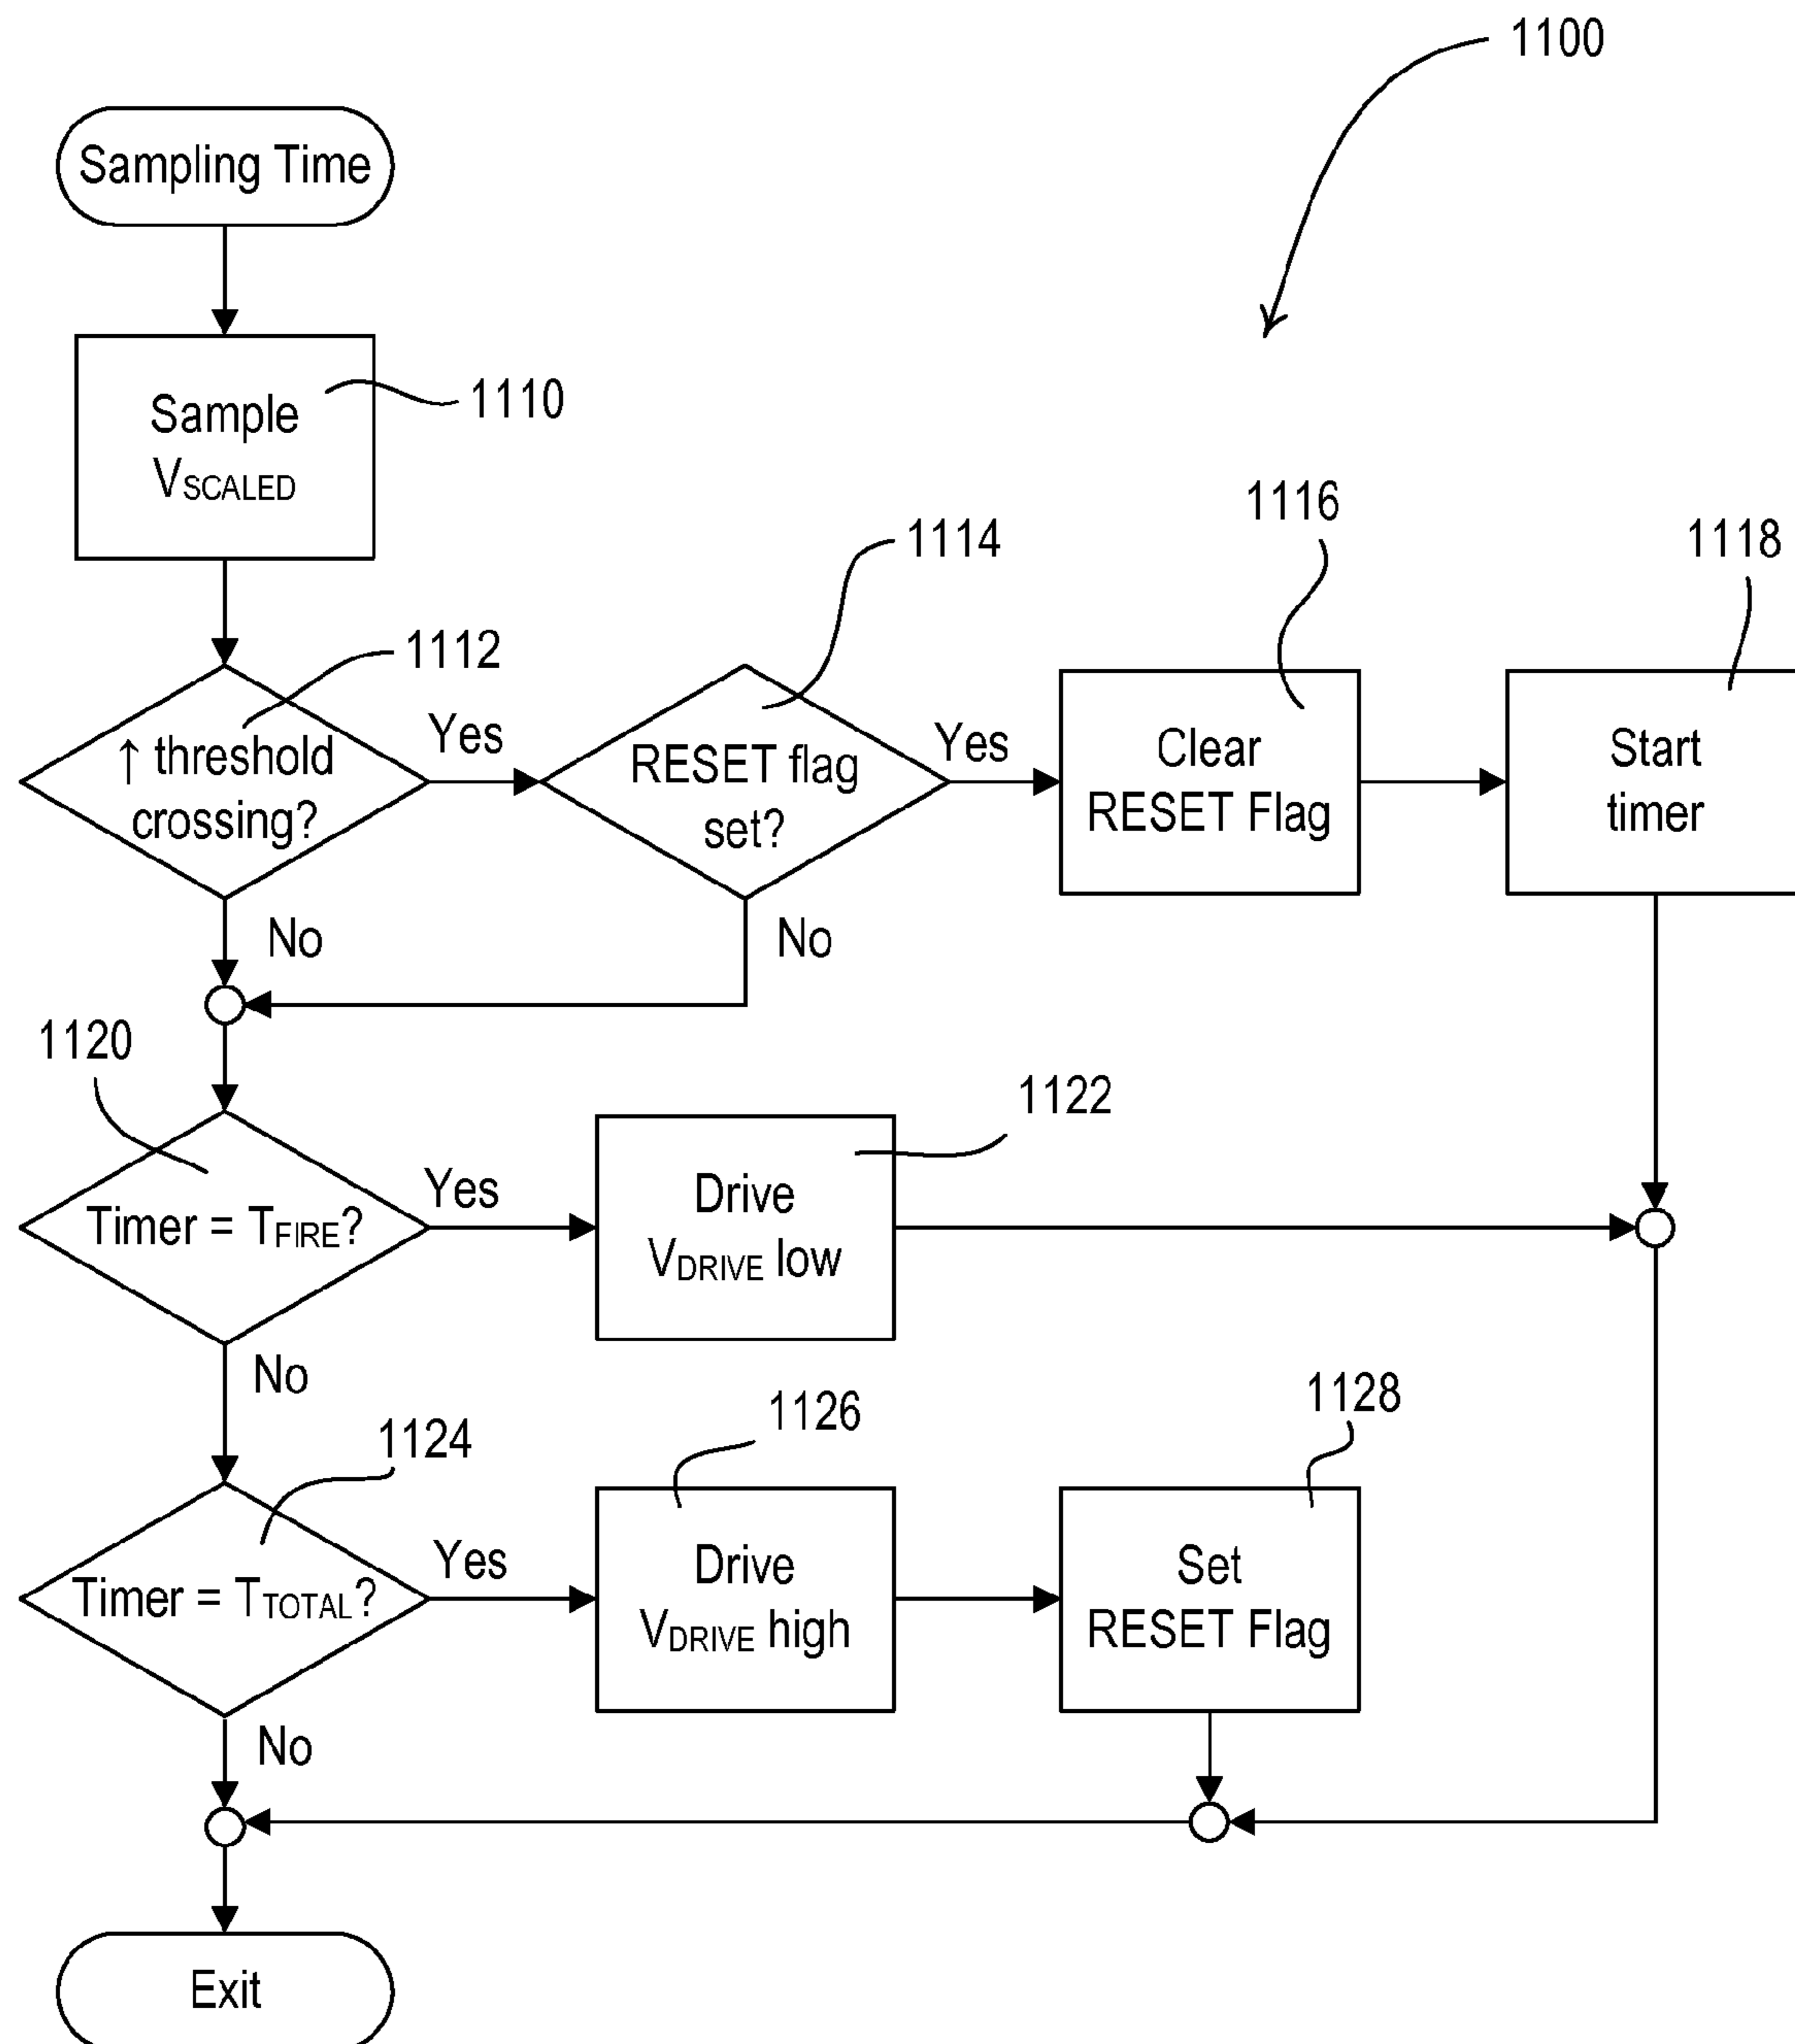 1100
Sampling Time
Sample
VSCALED
1110
1116
1114
1118
1112
↑ threshold
crossing?
Yes
RESET flag
set?
Yes
Clear
RESET Flag
Start
timer
No
No
1120
1122
Timer = TFIRE?
Yes
Drive
VDRIVE low
No
1128
1126
1124
Timer = TTOTAL?
Yes
Drive
VDRIVE high
Set
RESET Flag
No
Exit